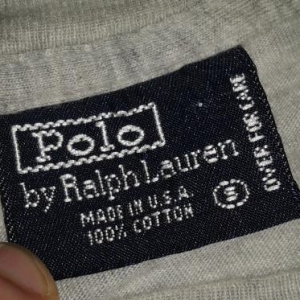 Polo
by Ralph Lauren
MADE IN U.S.A.
100% COTTON
OVER FOR CARE